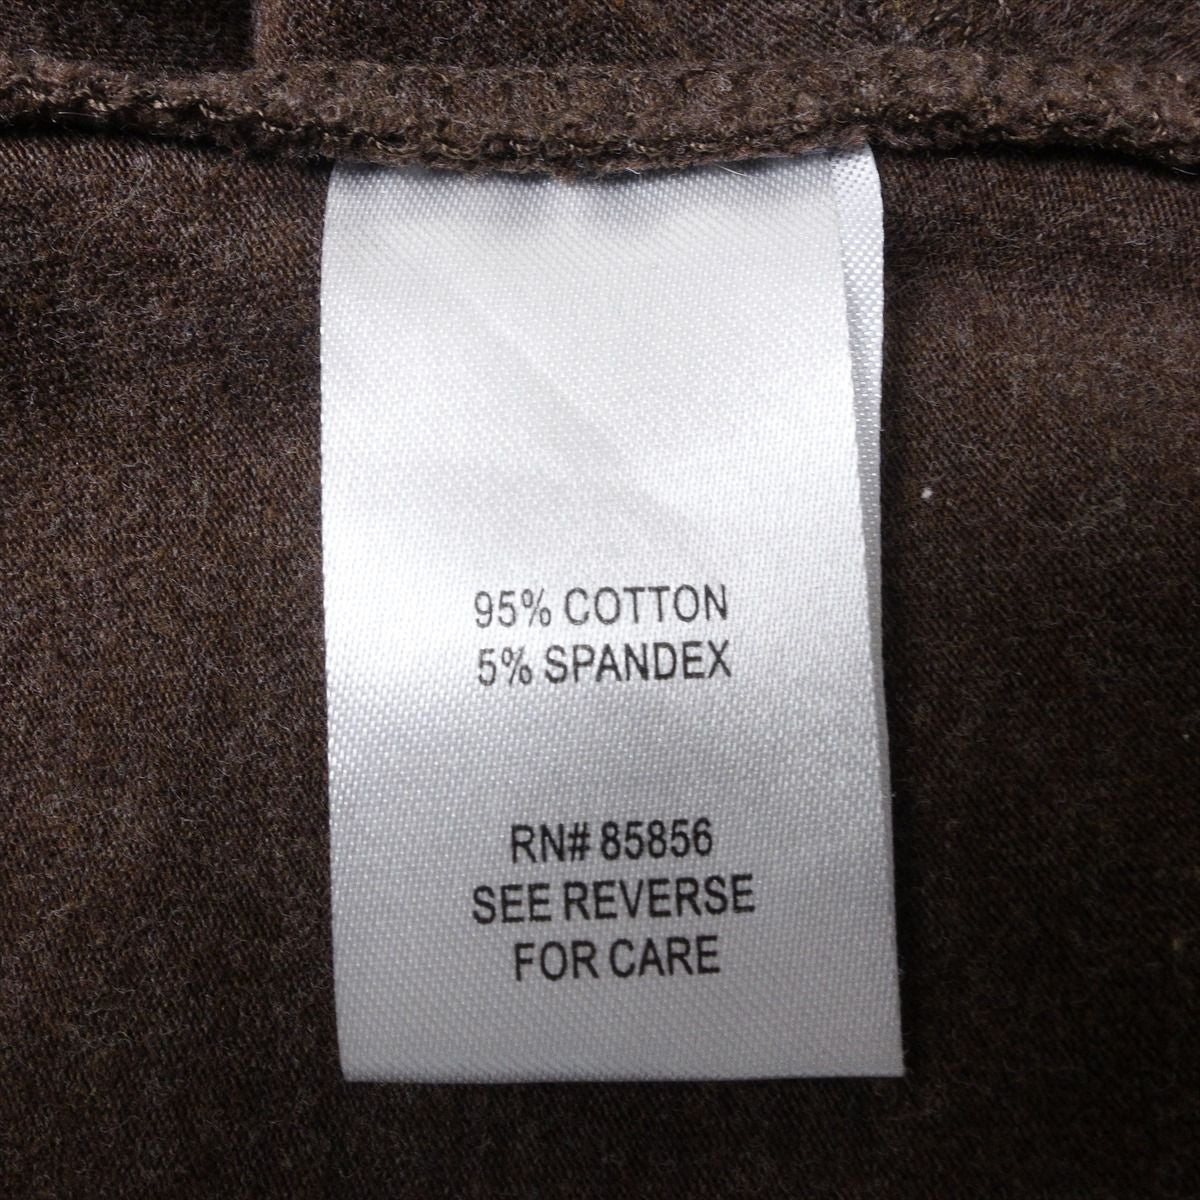 95% COTTON
5% SPANDEX
RN# 85856
SEE REVERSE
FOR CARE